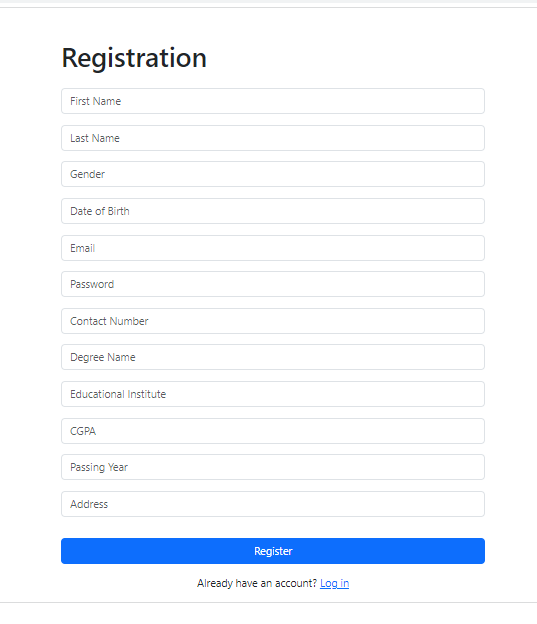 Registration
First Name
Last Name
Gender
Date of Birth
Email
Password
Contact Number
Degree Name
Educational Institute
CGPA
Passing Year
Address
Register
Already have an account? Log in